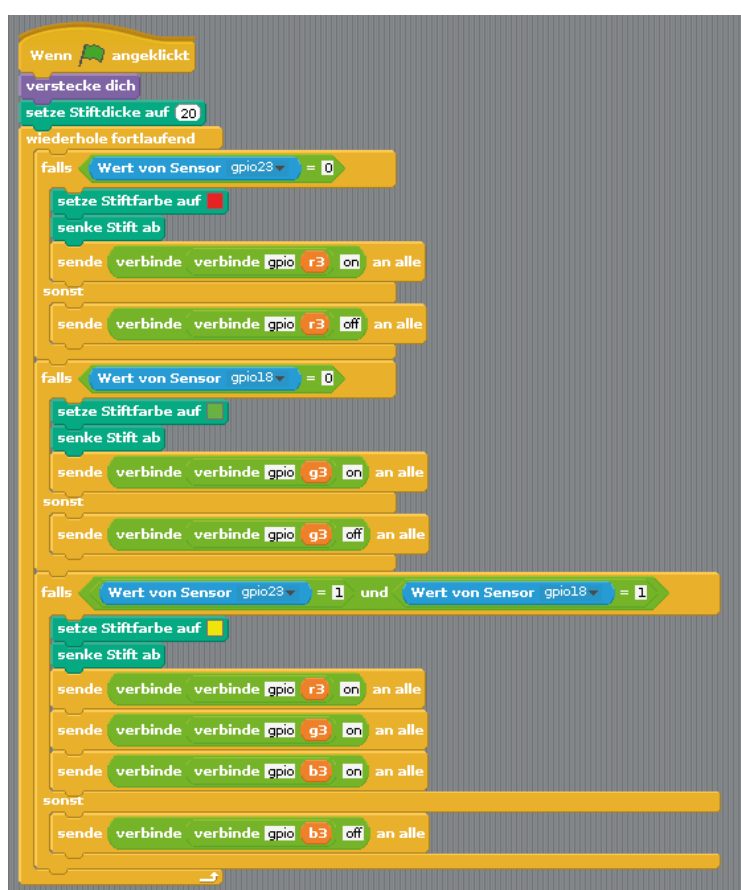 Wenn angeklickt
verstecke dich
setze Stiftdicke auf 20
wiederhole fortlaufend
falls Wert von Sensor gpio23 = 0
setze Stiftfarbe auf
senke Stift ab
sende verbinde verbinde gpio r3 on an alle
sonst
sende verbinde verbinde gpio r3 off an alle
falls Wert von Sensor gpio18 = 0
setze Stiftfarbe auf
senke Stift ab
sende verbinde verbinde gpio g3 on an alle
sonst
sende verbinde verbinde gpio g3 off an alle
falls Wert von Sensor gpio23 = 1 und Wert von Sensor gpio18 = 1
setze Stiftfarbe auf
senke Stift ab
sende verbinde verbinde gpio r3 on an alle
sende verbinde verbinde gpio g3 on an alle
sende verbinde verbinde gpio b3 on an alle
sonst
sende verbinde verbinde gpio b3 off an alle